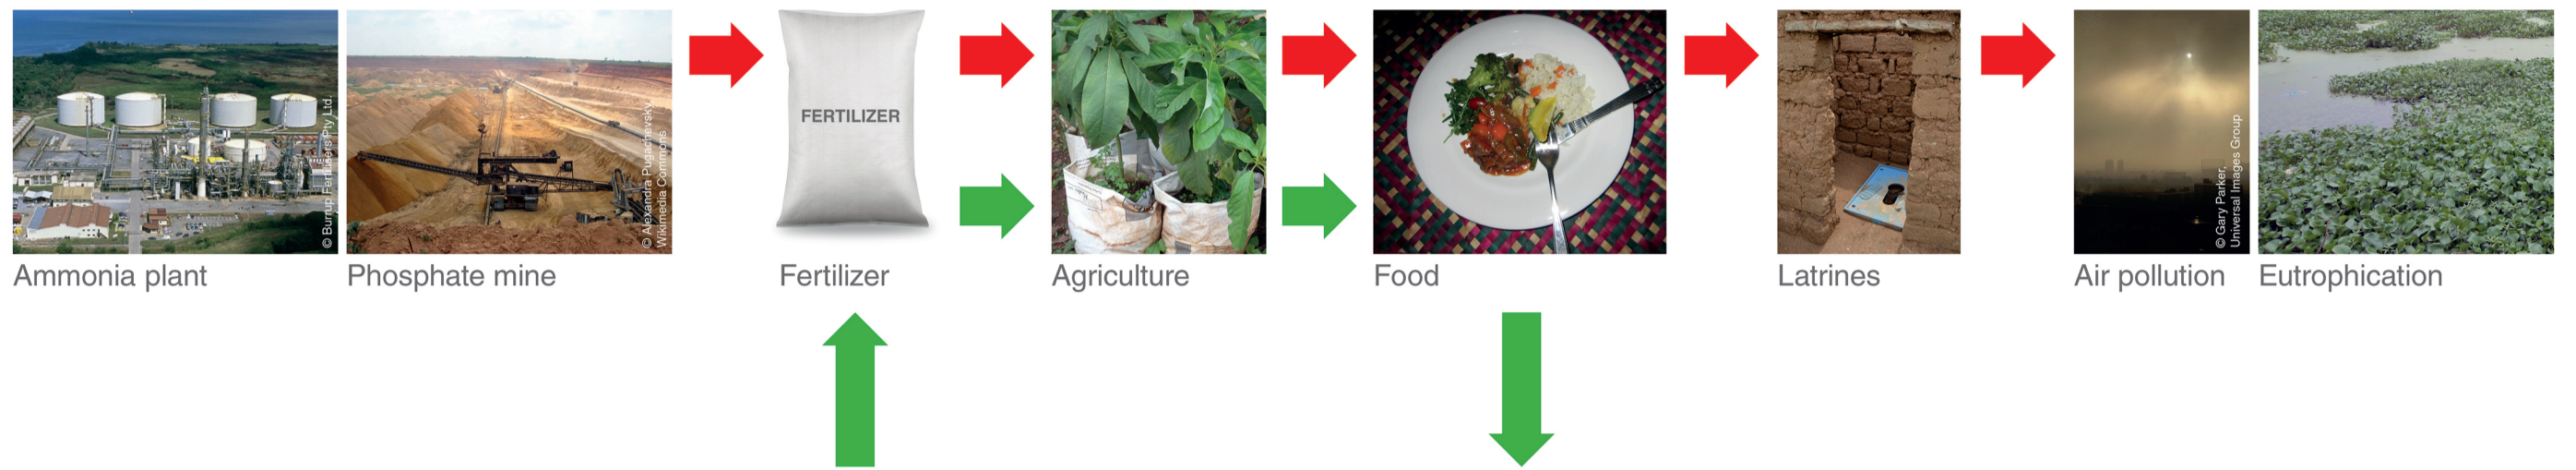 © Burrup Fertilisers Pty Ltd.
© Alexandra Pugachevsky,
Wikimedia Commons
FERTILIZER
© Gary Parker,
Universal Images Group
Ammonia plant
Phosphate mine
Fertilizer
Agriculture
Food
Latrines
Air pollution
Eutrophication